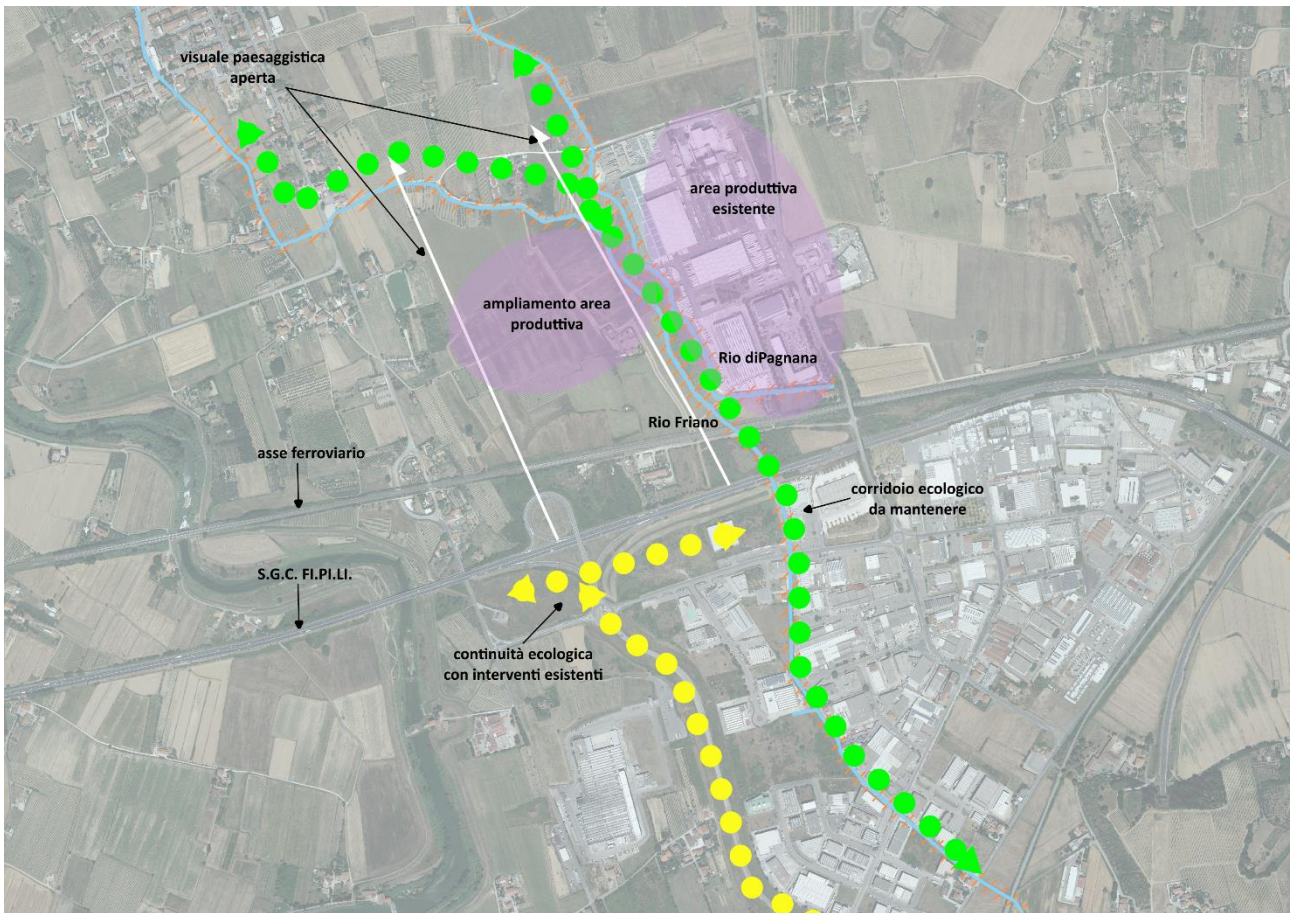 visuale paesaggistica
aperta
area produttiva
esistente
ampliamento area
produttiva
Rio diPagnana
Rio Friano
asse ferroviario
corridoio ecologico
da mantenere
S.G.C. FI.PI.LI.
continuità ecologica
con interventi esistenti